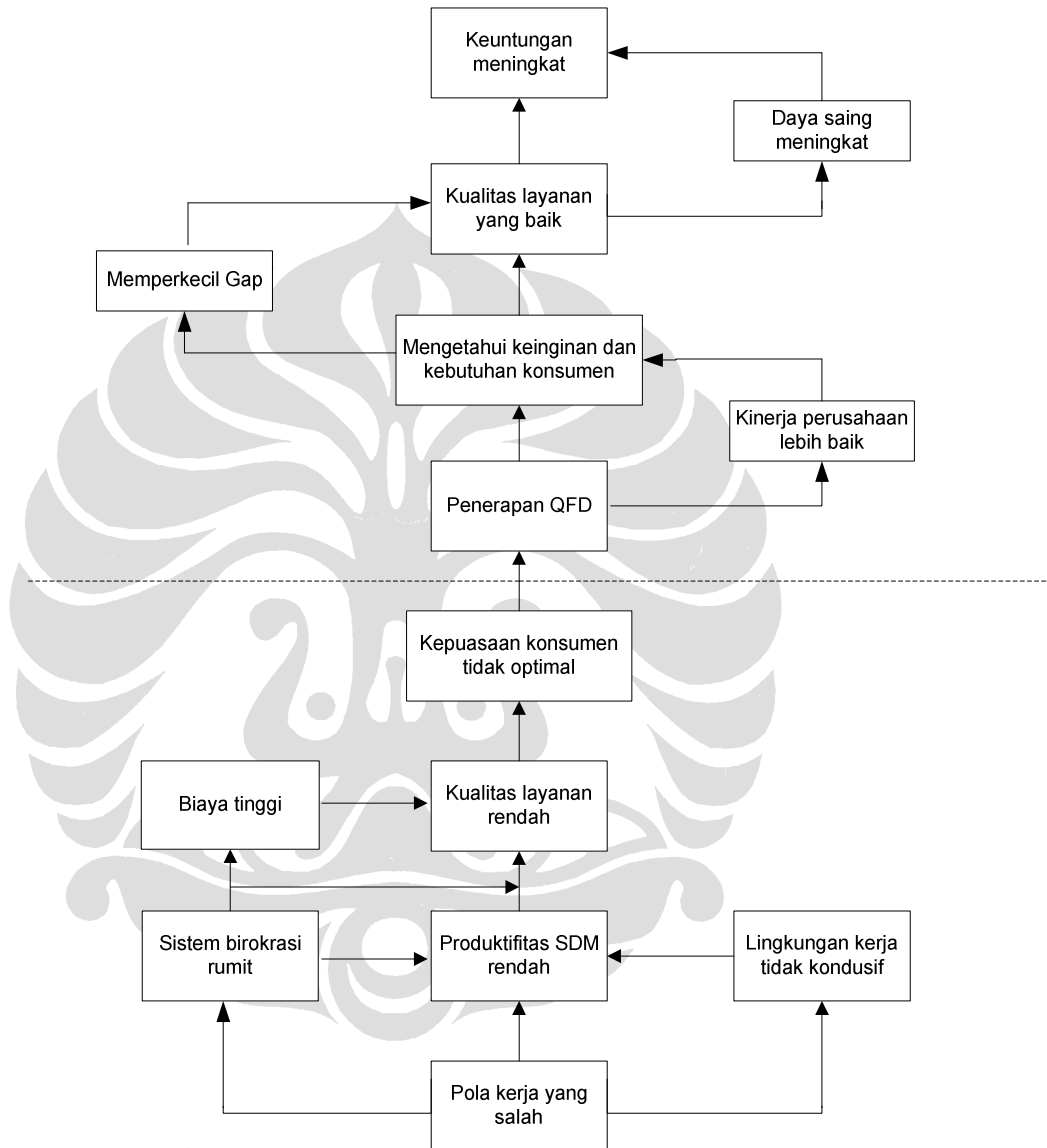 Keuntungan
meningkat
Daya saing
meningkat
Kualitas layanan
yang baik
Memperkecil Gap
Mengetahui keinginan dan
kebutuhan konsumen
Kinerja perusahaan
lebih baik
Penerapan QFD
Kepuasaan konsumen
tidak optimal
Biaya tinggi
Kualitas layanan
rendah
Sistem birokrasi
rumit
Produktifitas SDM
rendah
Lingkungan kerja
tidak kondusif
Pola kerja yang
salah